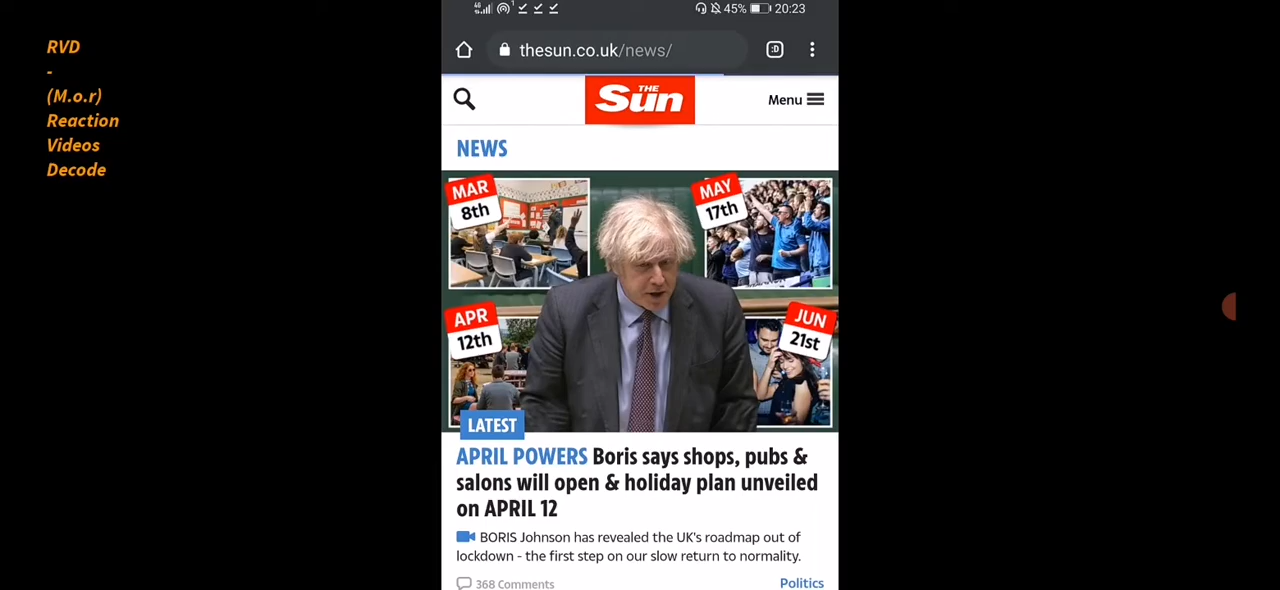 RVD
-
(M.o.r)
Reaction
Videos
Decode
4G 1 45% 20:23
thesun.co.uk/news/ :D
THE
Sun
Menu
NEWS
MAR
8th
MAY
17th
APR
12th
JUN
21st
LATEST
APRIL POWERS Boris says shops, pubs &
salons will open & holiday plan unveiled
on APRIL 12
BORIS Johnson has revealed the UK's roadmap out of
lockdown - the first step on our slow return to normality.
368 Comments Politics